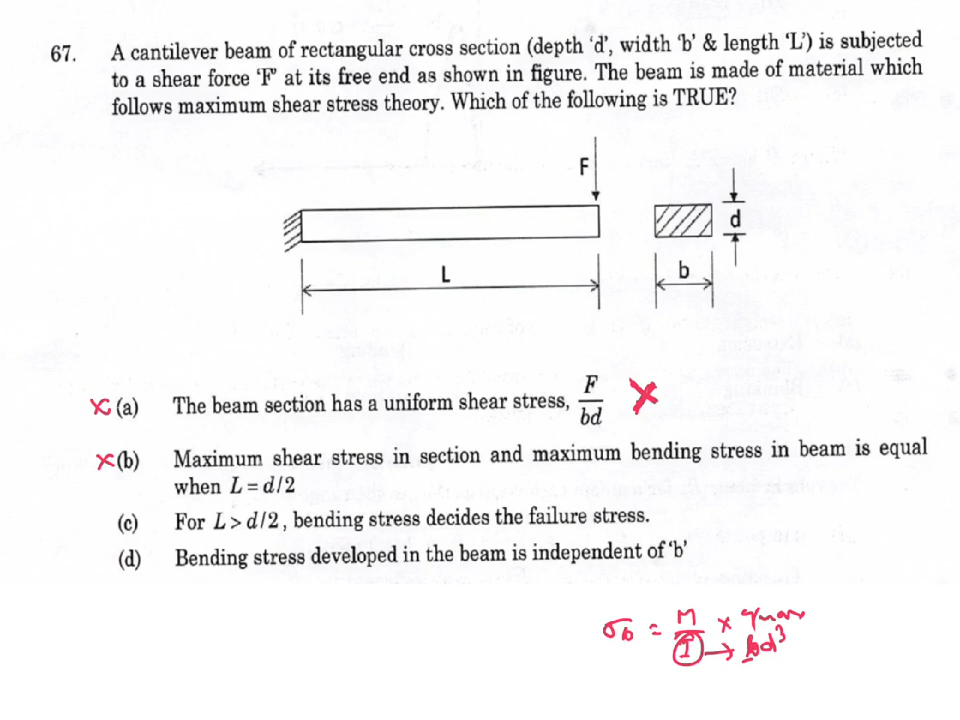 67. A cantilever beam of rectangular cross section (depth 'd', width 'b' & length 'L') is subjected
to a shear force 'F' at its free end as shown in figure. The beam is made of material which
follows maximum shear stress theory. Which of the following is TRUE?
F
d
L
b
× (a) The beam section has a uniform shear stress, F/bd ×
× (b) Maximum shear stress in section and maximum bending stress in beam is equal
when L = d/2
(c) For L > d/2, bending stress decides the failure stress.
(d) Bending stress developed in the beam is independent of 'b'
σb = M/I × ymax
→ bd³